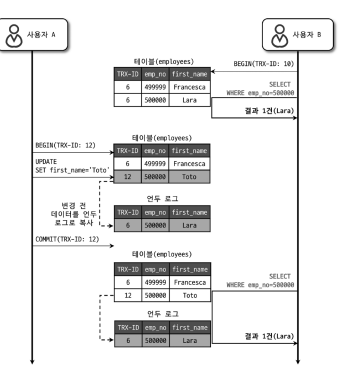 사용자 A
사용자 B
테이블(employees)
BEGIN(TRX-ID: 10)
TRX-ID emp_no first_name
6 499999 Francesca
6 500000 Lara
SELECT
WHERE emp_no=500000
결과 1건(Lara)
BEGIN(TRX-ID: 12)
테이블(employees)
UPDATE
SET first_name='Toto'
TRX-ID emp_no first_name
6 499999 Francesca
12 500000 Toto
변경 전
데이터를 언두
로그로 복사
언두 로그
TRX-ID emp_no first_name
6 500000 Lara
COMMIT(TRX-ID: 12)
테이블(employees)
TRX-ID emp_no first_name
6 499999 Francesca
12 500000 Toto
SELECT
WHERE emp_no=500000
언두 로그
TRX-ID emp_no first_name
6 500000 Lara
결과 1건(Lara)